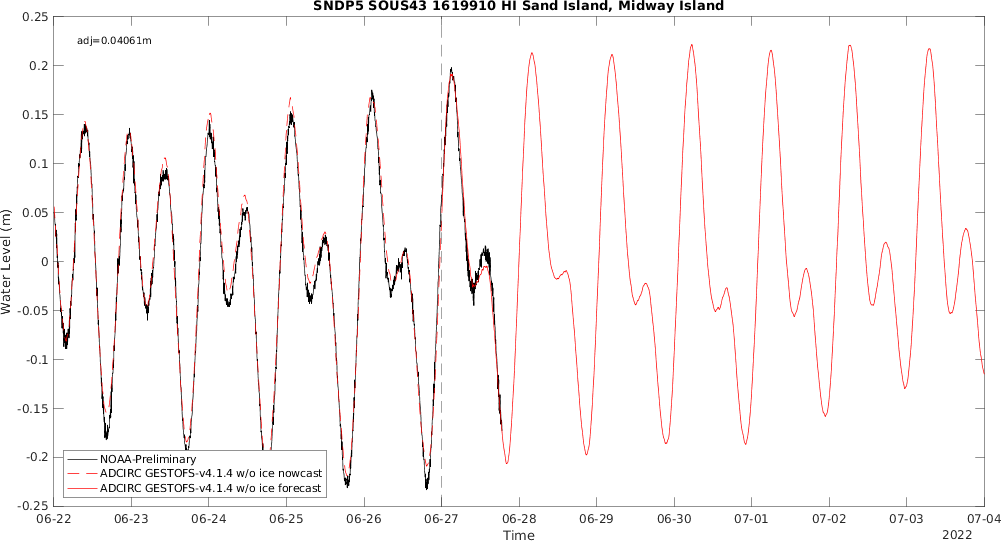 SNDP5 SOUS43 1619910 HI Sand Island, Midway Island
adj=0.04061m
0.25
0.2
0.15
0.1
0.05
0
-0.05
-0.1
-0.15
-0.2
-0.25
Water Level (m)
NOAA-Preliminary
ADCIRC GESTOFS-v4.1.4 w/o ice nowcast
ADCIRC GESTOFS-v4.1.4 w/o ice forecast
06-22 06-23 06-24 06-25 06-26 06-27 06-28 06-29 06-30 07-01 07-02 07-03 07-04
Time
2022